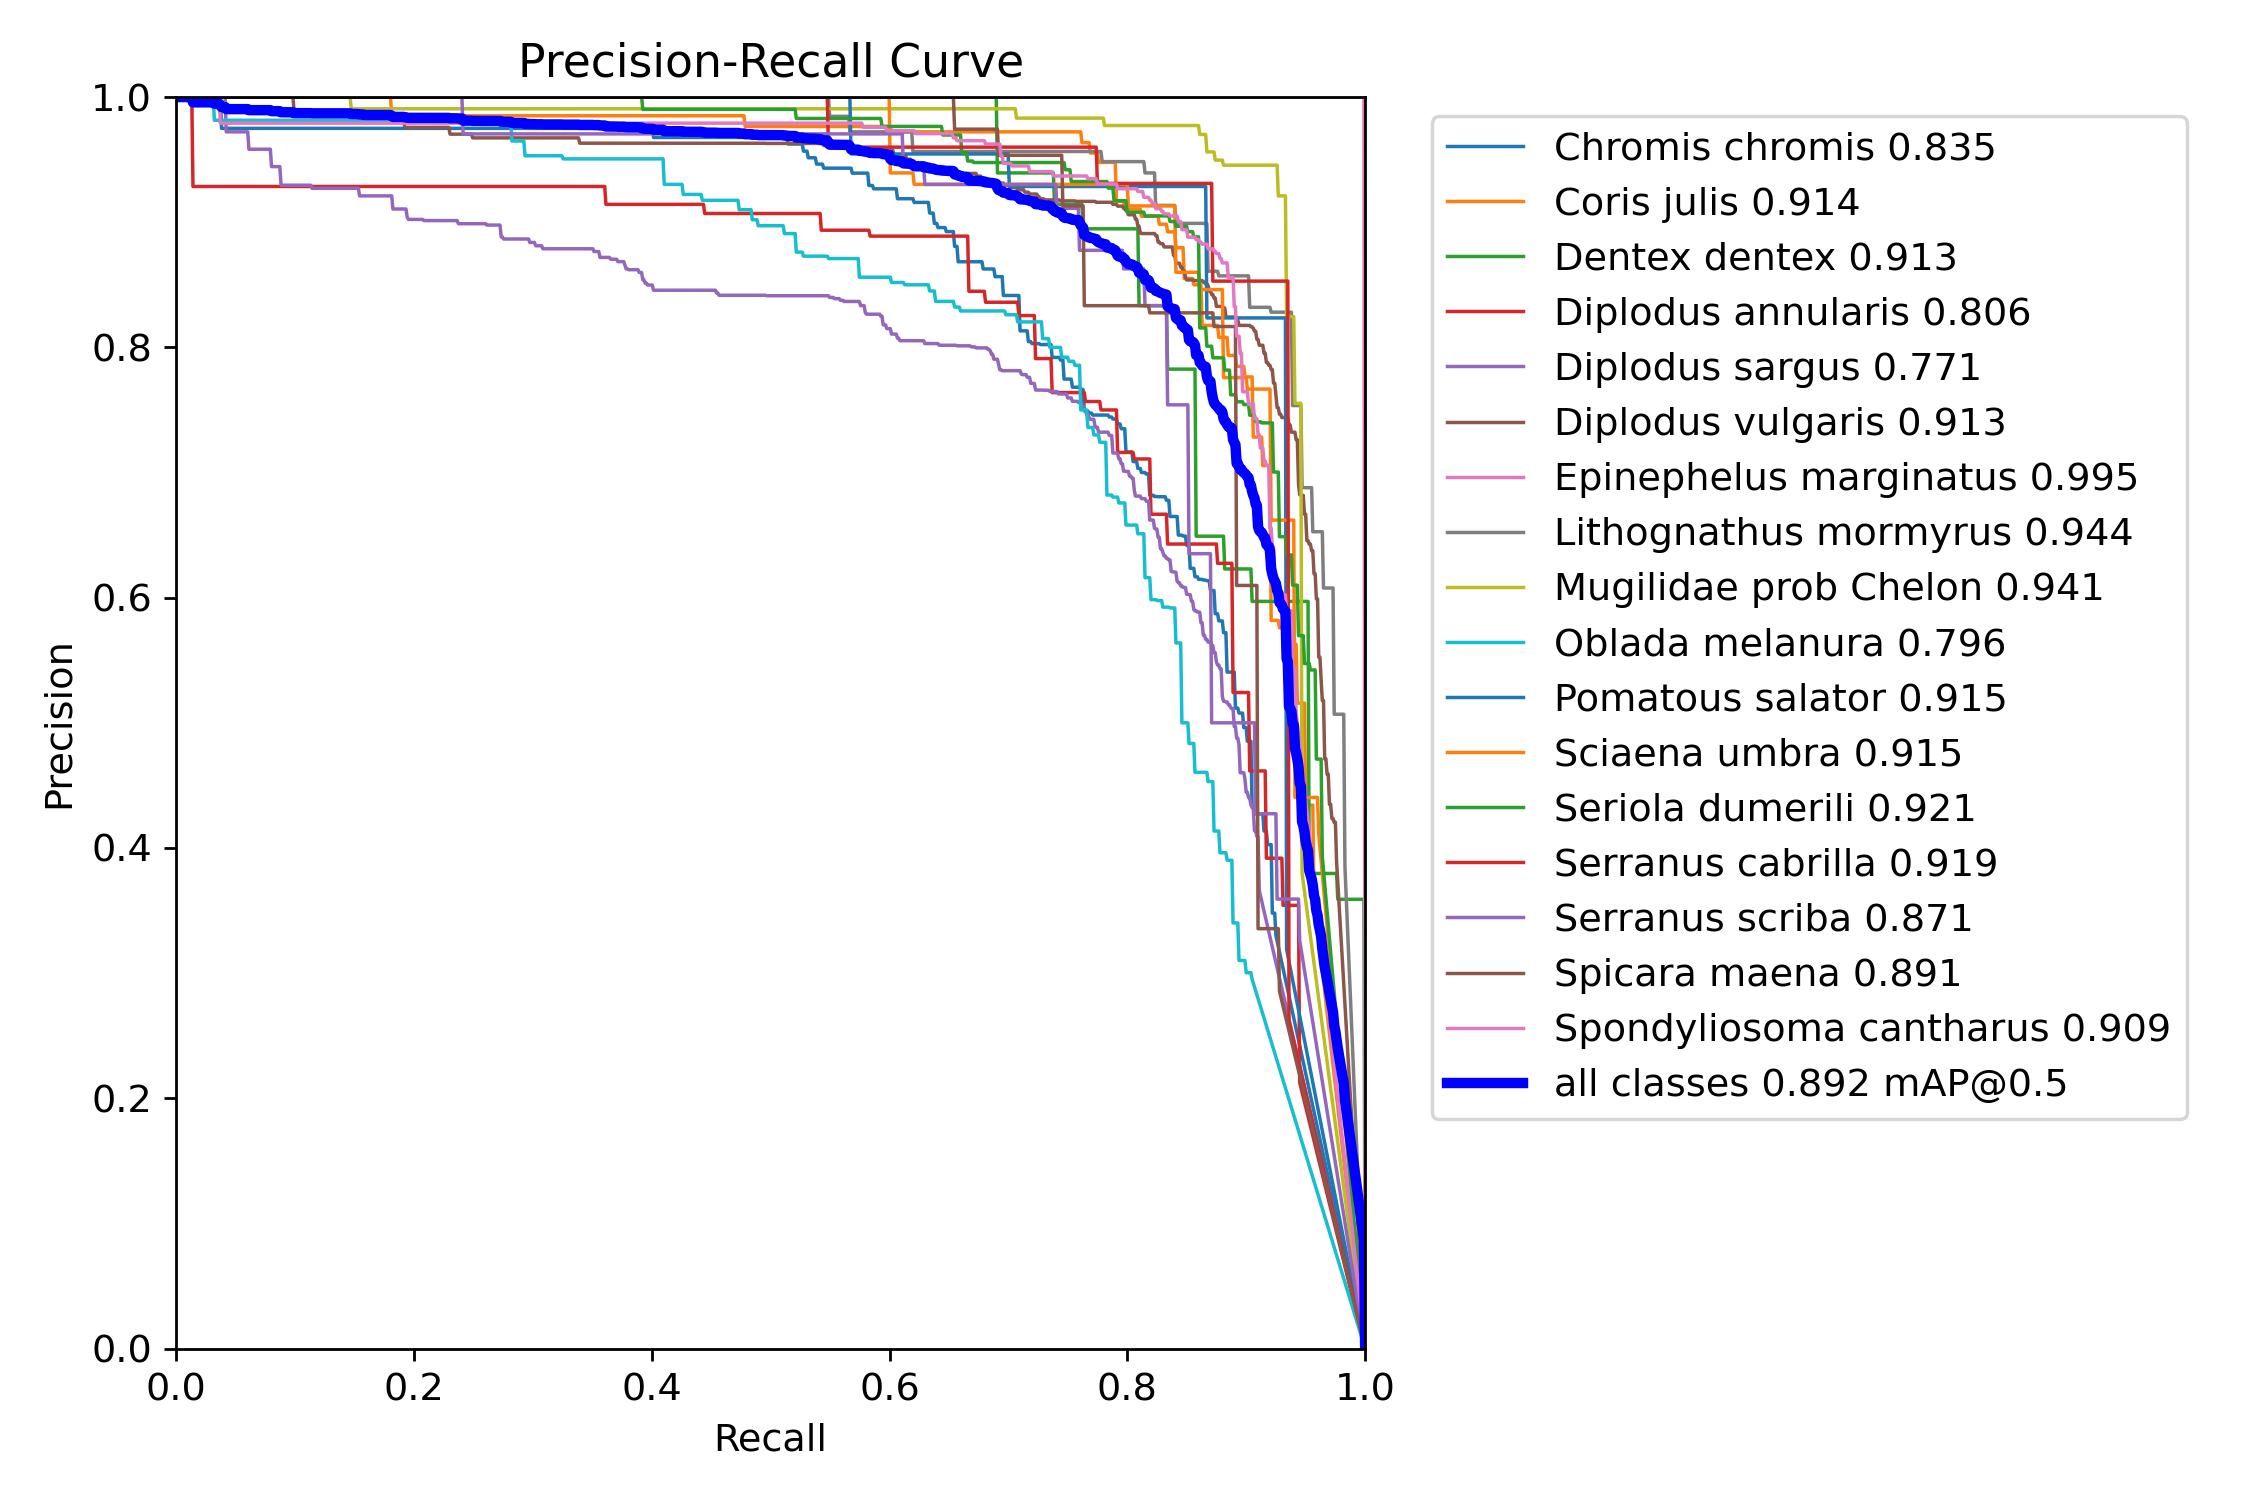 Precision-Recall Curve
1.0
0.8
0.6
0.4
0.2
0.0
Precision
0.0 0.2 0.4 0.6 0.8 1.0
Recall
Chromis chromis 0.835
Coris julis 0.914
Dentex dentex 0.913
Diplodus annularis 0.806
Diplodus sargus 0.771
Diplodus vulgaris 0.913
Epinephelus marginatus 0.995
Lithognathus mormyrus 0.944
Mugilidae prob Chelon 0.941
Oblada melanura 0.796
Pomatous salator 0.915
Sciaena umbra 0.915
Seriola dumerili 0.921
Serranus cabrilla 0.919
Serranus scriba 0.871
Spicara maena 0.891
Spondyliosoma cantharus 0.909
all classes 0.892 mAP@0.5